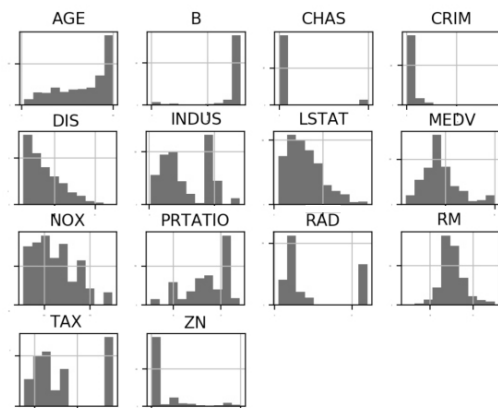 AGE B CHAS CRIM
DIS INDUS LSTAT MEDV
NOX PRTATIO RAD RM
TAX ZN